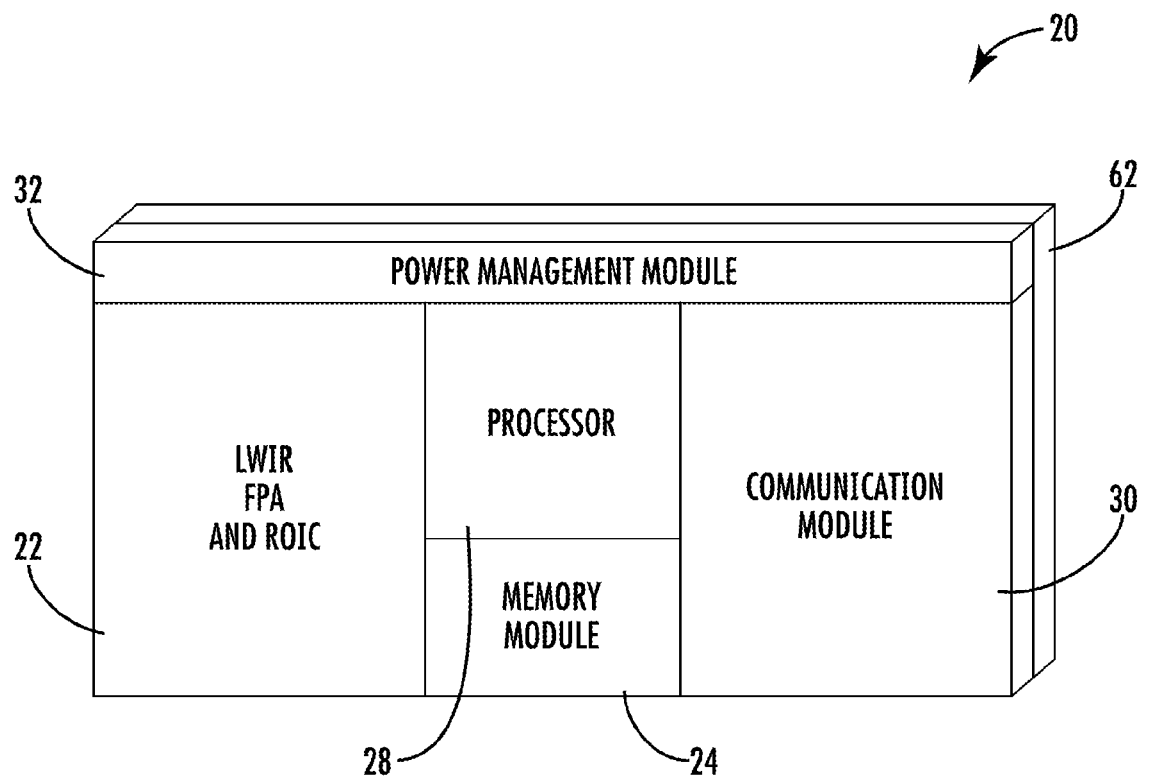 20
32
62
POWER MANAGEMENT MODULE
PROCESSOR
LWIR
FPA
AND ROIC
COMMUNICATION
MODULE
30
22
MEMORY
MODULE
28
24